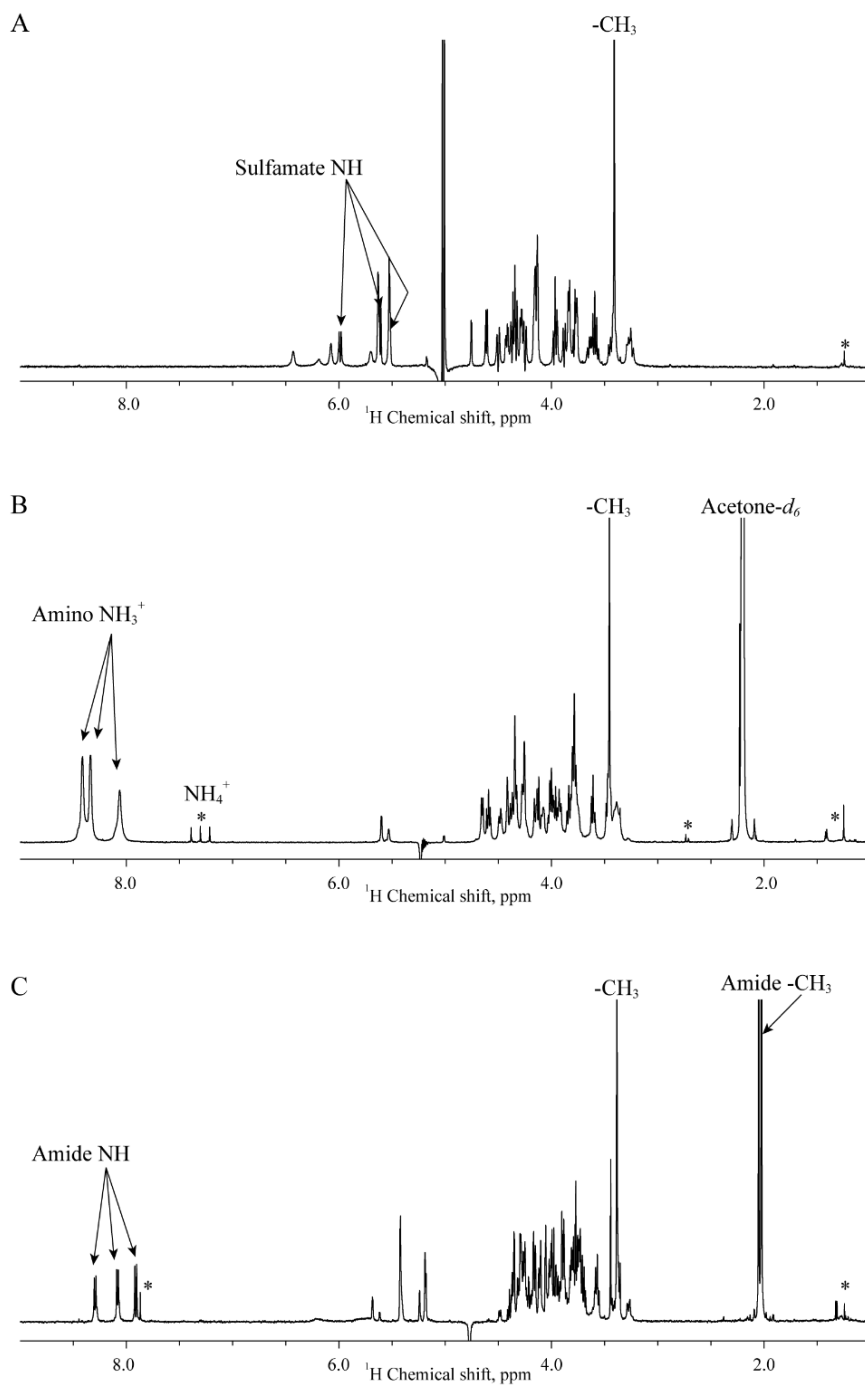 A
-CH₃
Sulfamate NH
*
8.0 6.0 4.0 2.0
¹H Chemical shift, ppm
B
-CH₃ Acetone-d₆
Amino NH₃⁺
NH₄⁺
* * *
8.0 6.0 4.0 2.0
¹H Chemical shift, ppm
C
-CH₃ Amide -CH₃
Amide NH
* *
8.0 6.0 4.0 2.0
¹H Chemical shift, ppm